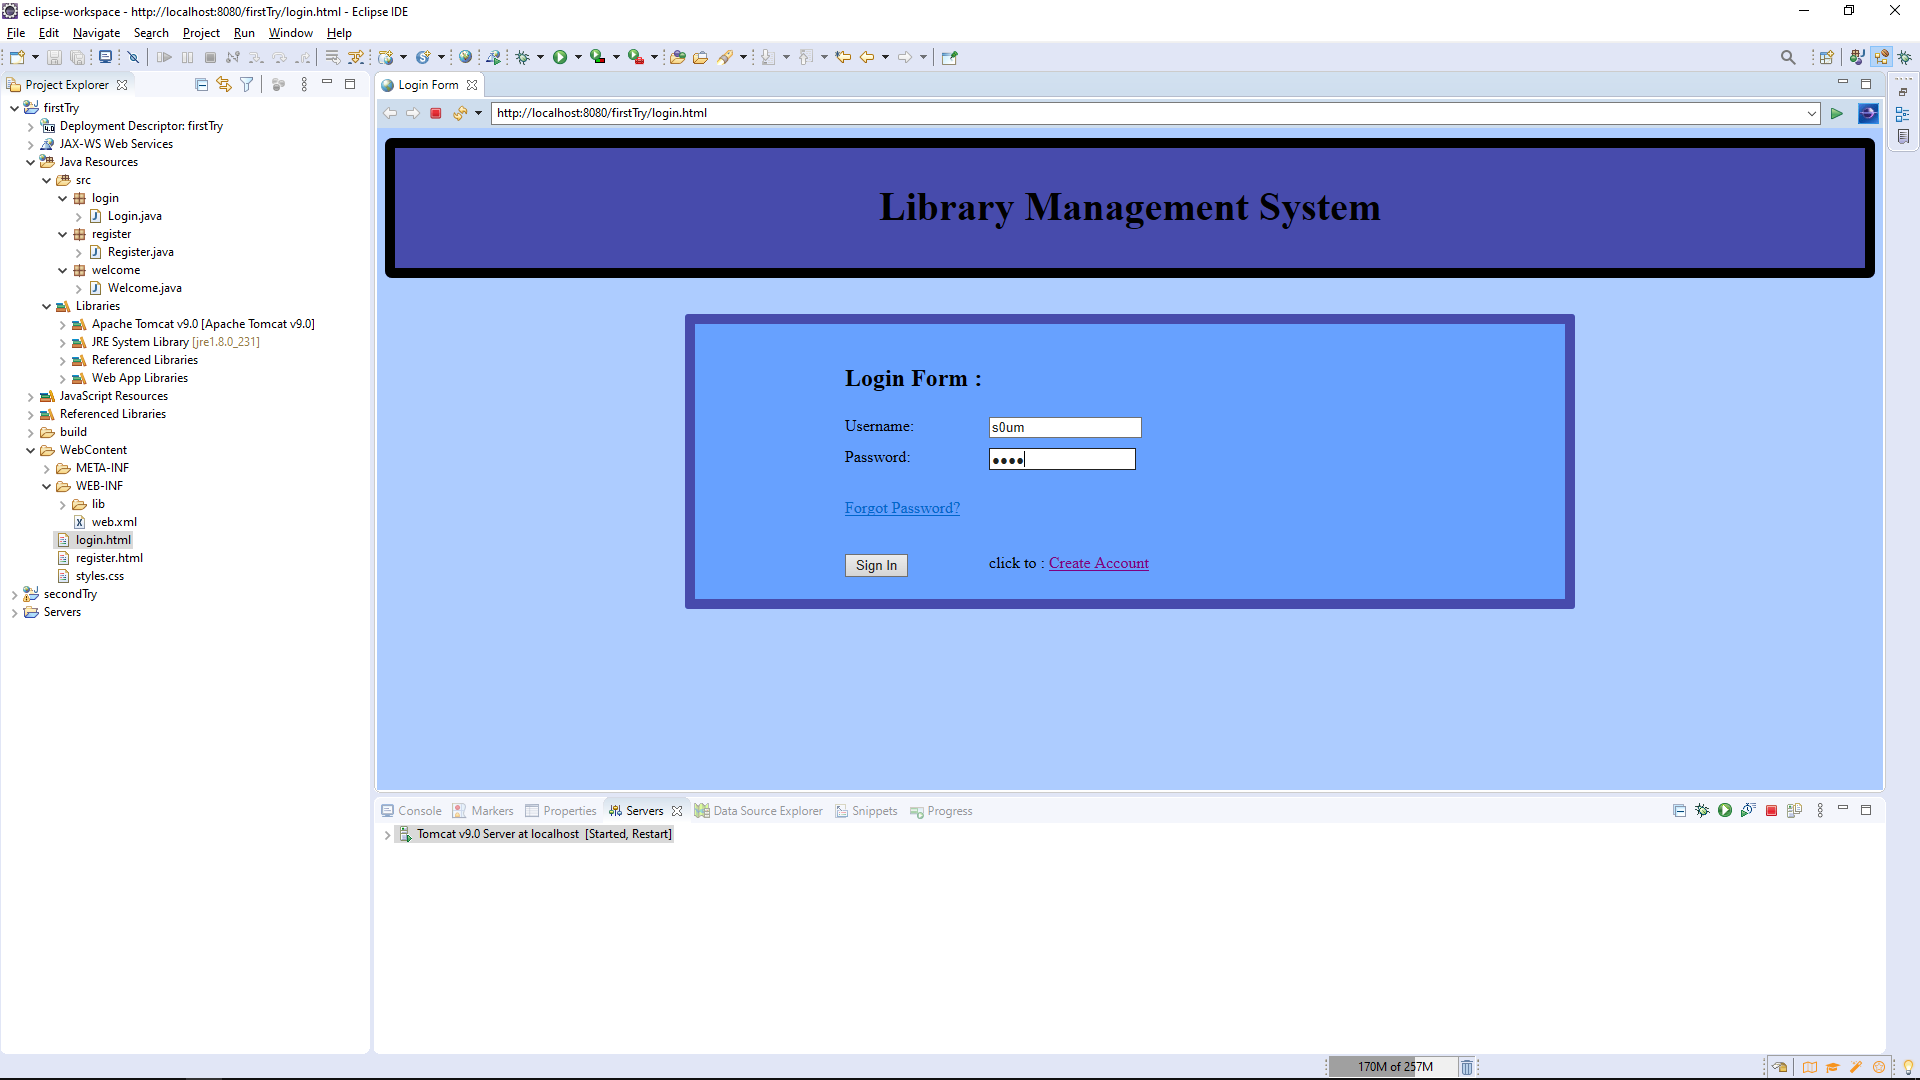 eclipse-workspace - http://localhost:8080/firstTry/login.html - Eclipse IDE
File Edit Navigate Search Project Run Window Help
Project Explorer
firstTry
Deployment Descriptor: firstTry
JAX-WS Web Services
Java Resources
src
login
Login.java
register
Register.java
welcome
Welcome.java
Libraries
Apache Tomcat v9.0 [Apache Tomcat v9.0]
JRE System Library [jre1.8.0_231]
Referenced Libraries
Web App Libraries
JavaScript Resources
Referenced Libraries
build
WebContent
META-INF
WEB-INF
lib
web.xml
login.html
register.html
styles.css
secondTry
Servers
Login Form
http://localhost:8080/firstTry/login.html
Library Management System
Login Form :
Username: s0um
Password: ●●●●
Forgot Password?
Sign In click to : Create Account
Console Markers Properties Servers Data Source Explorer Snippets Progress
Tomcat v9.0 Server at localhost [Started, Restart]
170M of 257M